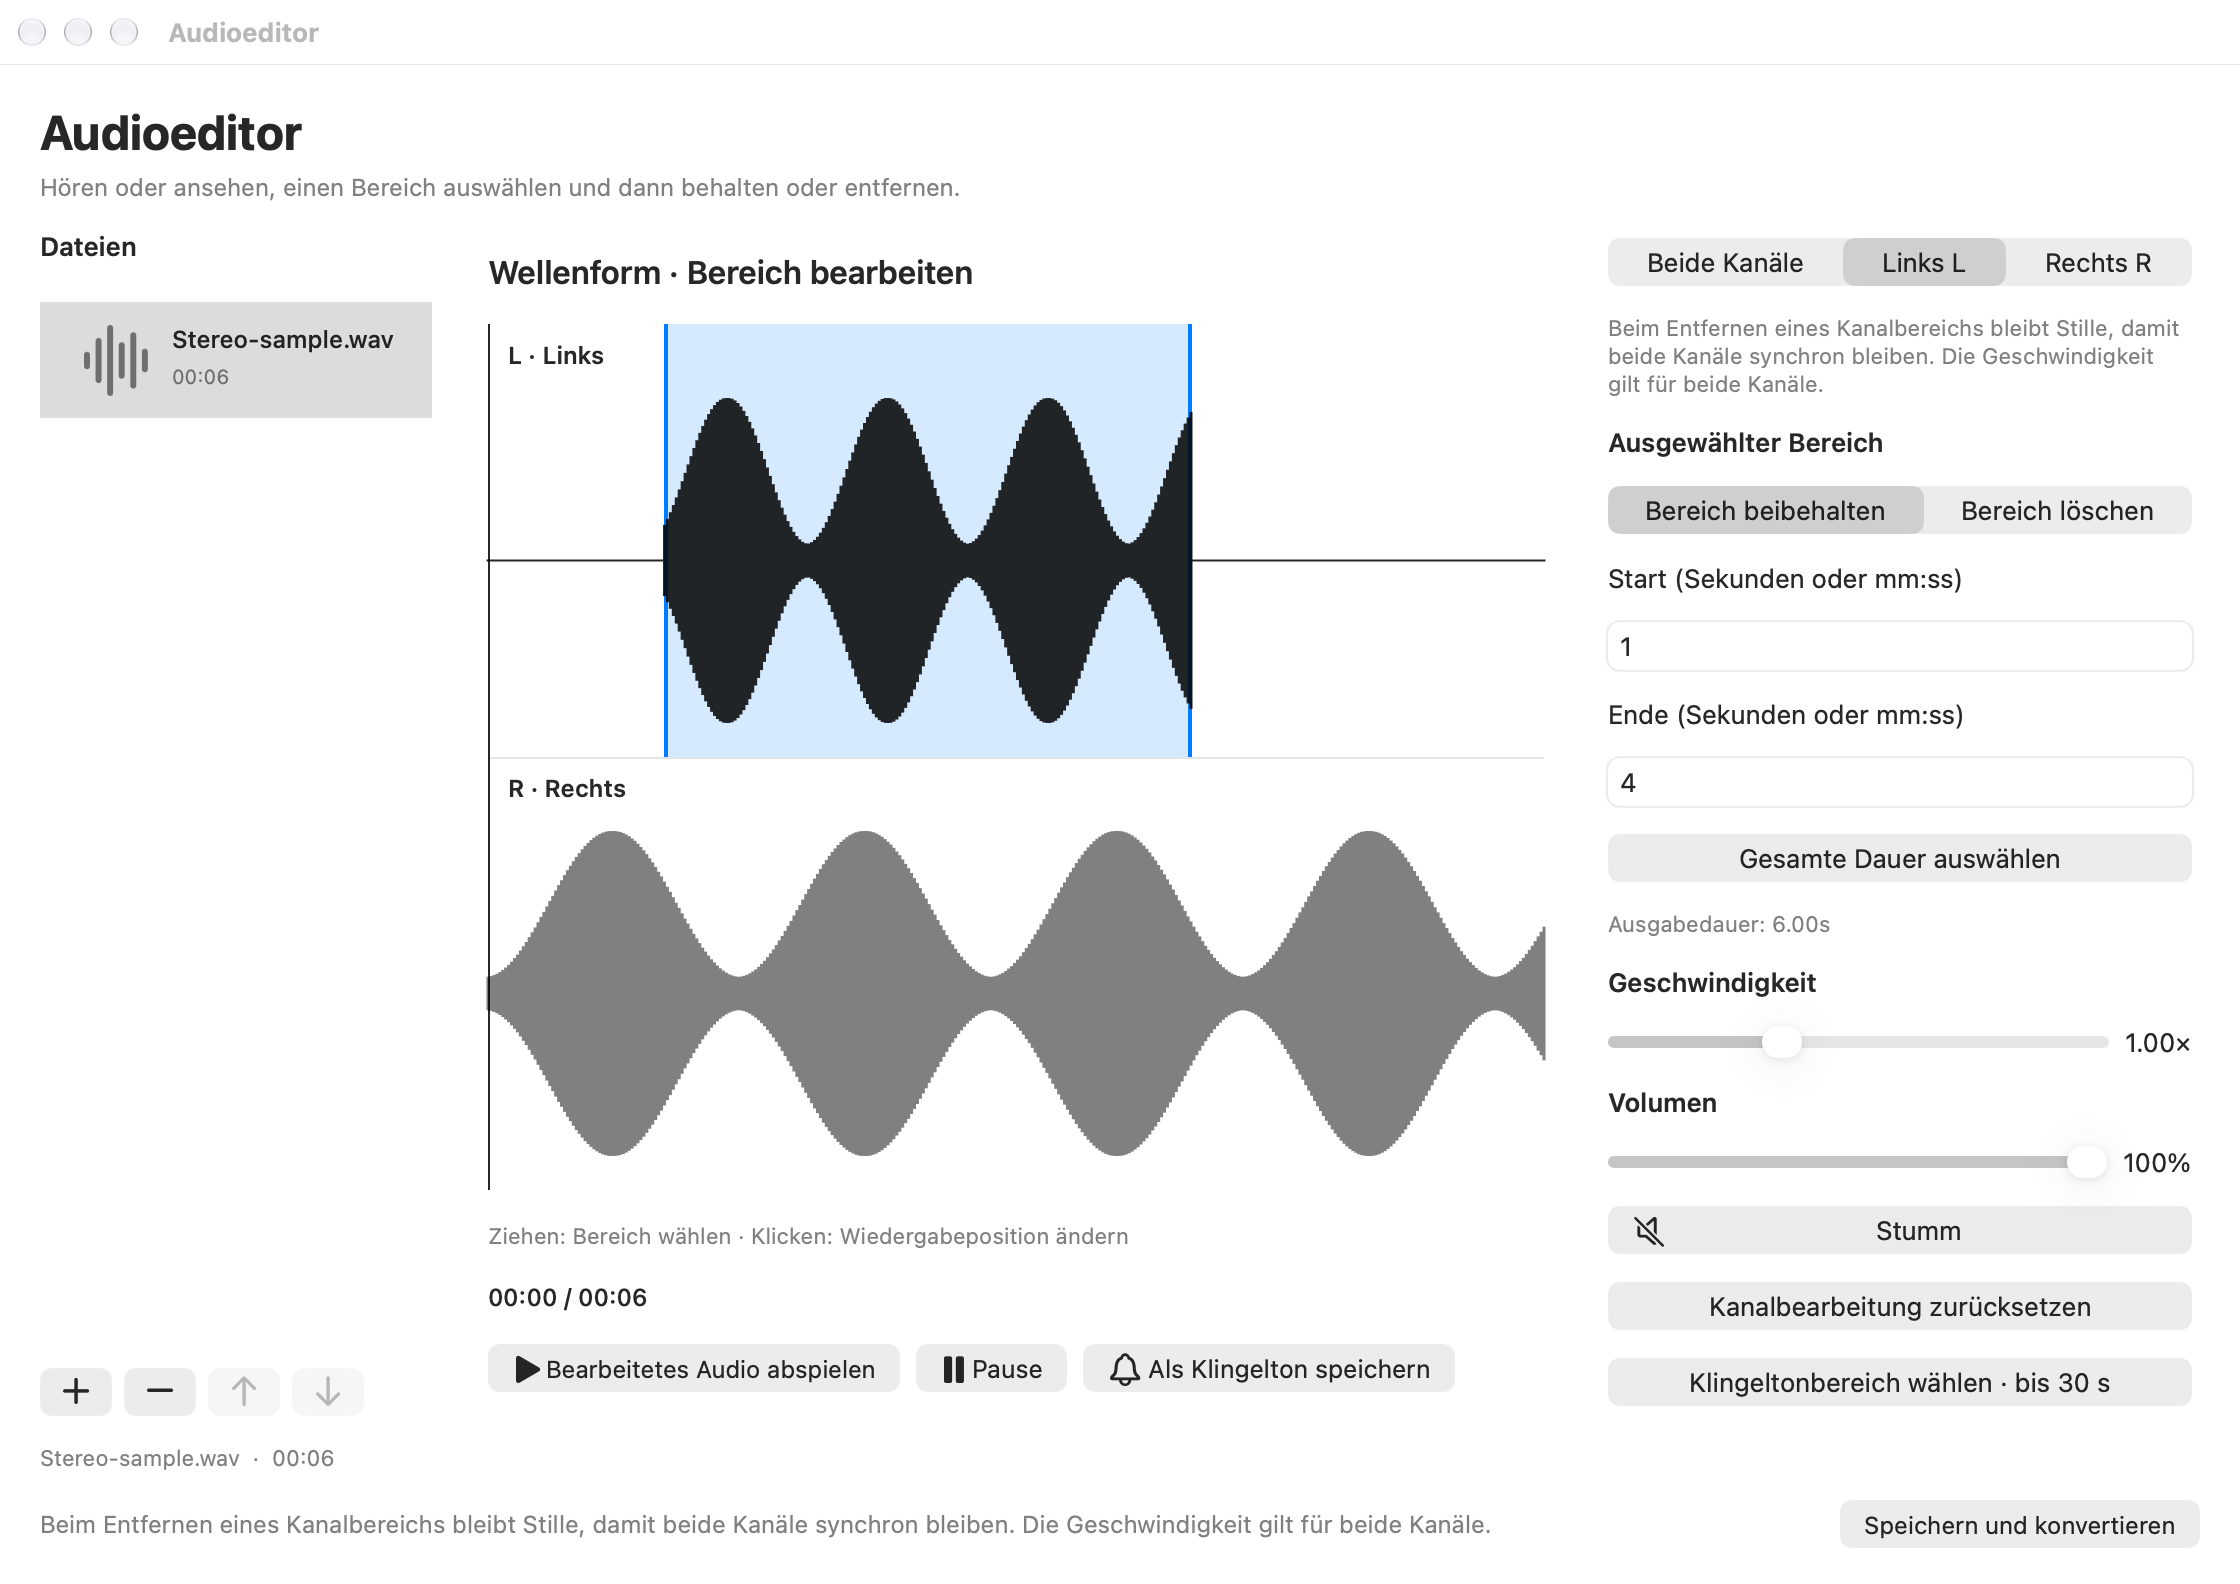 Audioeditor
Audioeditor
Hören oder ansehen, einen Bereich auswählen und dann behalten oder entfernen.
Dateien
Stereo-sample.wav
00:06
Wellenform · Bereich bearbeiten
L · Links
R · Rechts
Ziehen: Bereich wählen · Klicken: Wiedergabeposition ändern
00:00 / 00:06
Bearbeitetes Audio abspielen
Pause
Als Klingelton speichern
Beide Kanäle
Links L
Rechts R
Beim Entfernen eines Kanalbereichs bleibt Stille, damit
beide Kanäle synchron bleiben. Die Geschwindigkeit
gilt für beide Kanäle.
Ausgewählter Bereich
Bereich beibehalten
Bereich löschen
Start (Sekunden oder mm:ss)
1
Ende (Sekunden oder mm:ss)
4
Gesamte Dauer auswählen
Ausgabedauer: 6.00s
Geschwindigkeit
1.00×
Volumen
100%
Stumm
Kanalbearbeitung zurücksetzen
Klingeltonbereich wählen · bis 30 s
Stereo-sample.wav · 00:06
Beim Entfernen eines Kanalbereichs bleibt Stille, damit beide Kanäle synchron bleiben. Die Geschwindigkeit gilt für beide Kanäle.
Speichern und konvertieren